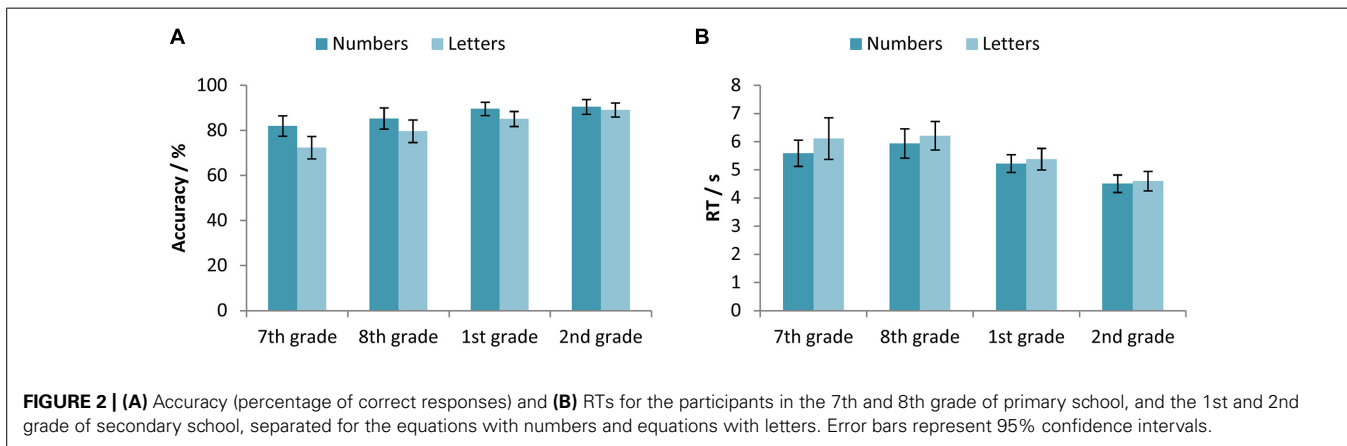 A
Numbers Letters
Accuracy / %
100
80
60
40
20
0
7th grade 8th grade 1st grade 2nd grade
B
Numbers Letters
RT / s
8
7
6
5
4
3
2
1
0
7th grade 8th grade 1st grade 2nd grade
FIGURE 2 | (A) Accuracy (percentage of correct responses) and (B) RTs for the participants in the 7th and 8th grade of primary school, and the 1st and 2nd
grade of secondary school, separated for the equations with numbers and equations with letters. Error bars represent 95% confidence intervals.